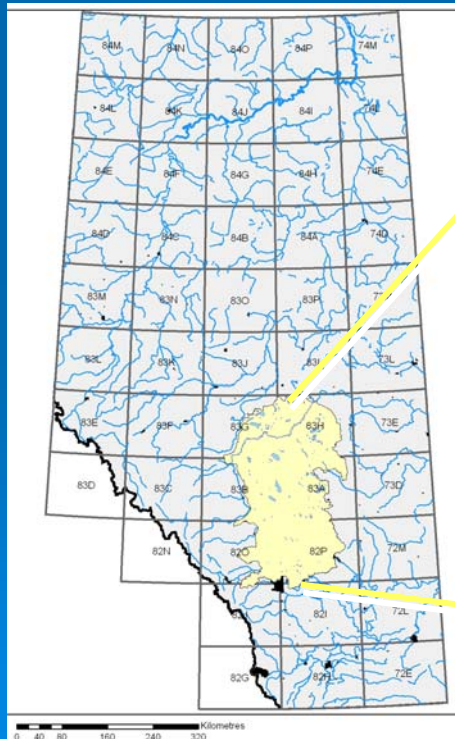 84M 84N 84O 84P 74M
84L 84K 84J 84I 74L
84E 84F 84G 84H 74E
84D 84C 84B 84A 74D
83M 83N 83O 83P
83L 83K 83J 73L
83E 83F 83G 83H 73E
83D 83C 83B 83A 73D
82N 82O 82P 72M
82I 72L
82G 82H 72E
Kilometres
0 40 80 160 240 320